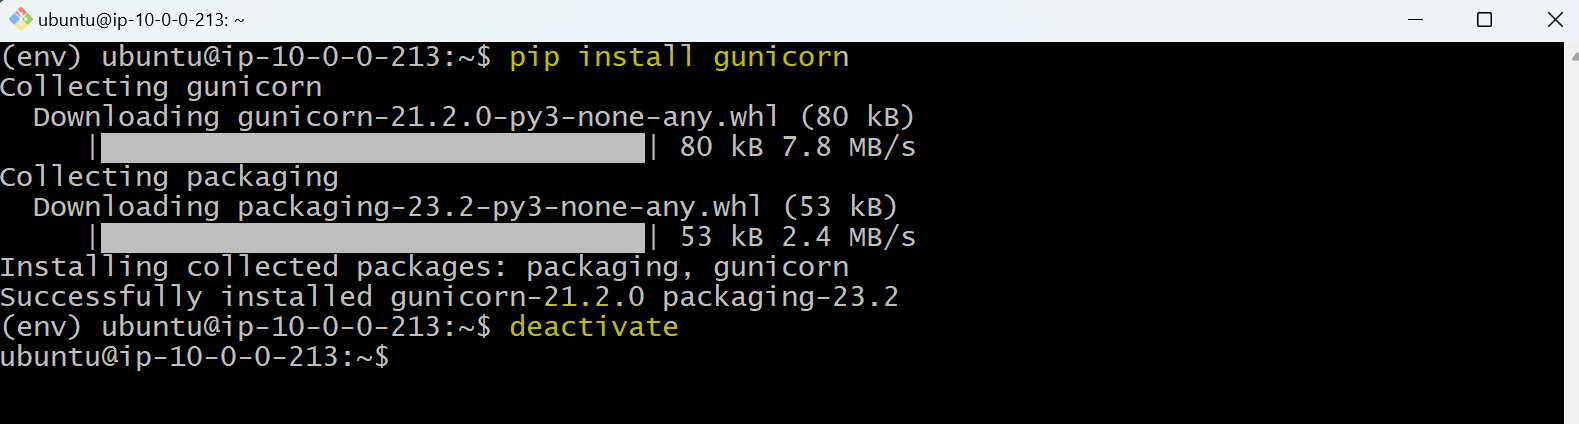 ubuntu@ip-10-0-0-213: ~
(env) ubuntu@ip-10-0-0-213:~$ pip install gunicorn
Collecting gunicorn
  Downloading gunicorn-21.2.0-py3-none-any.whl (80 kB)
     |                                | 80 kB 7.8 MB/s
Collecting packaging
  Downloading packaging-23.2-py3-none-any.whl (53 kB)
     |                                | 53 kB 2.4 MB/s
Installing collected packages: packaging, gunicorn
Successfully installed gunicorn-21.2.0 packaging-23.2
(env) ubuntu@ip-10-0-0-213:~$ deactivate
ubuntu@ip-10-0-0-213:~$